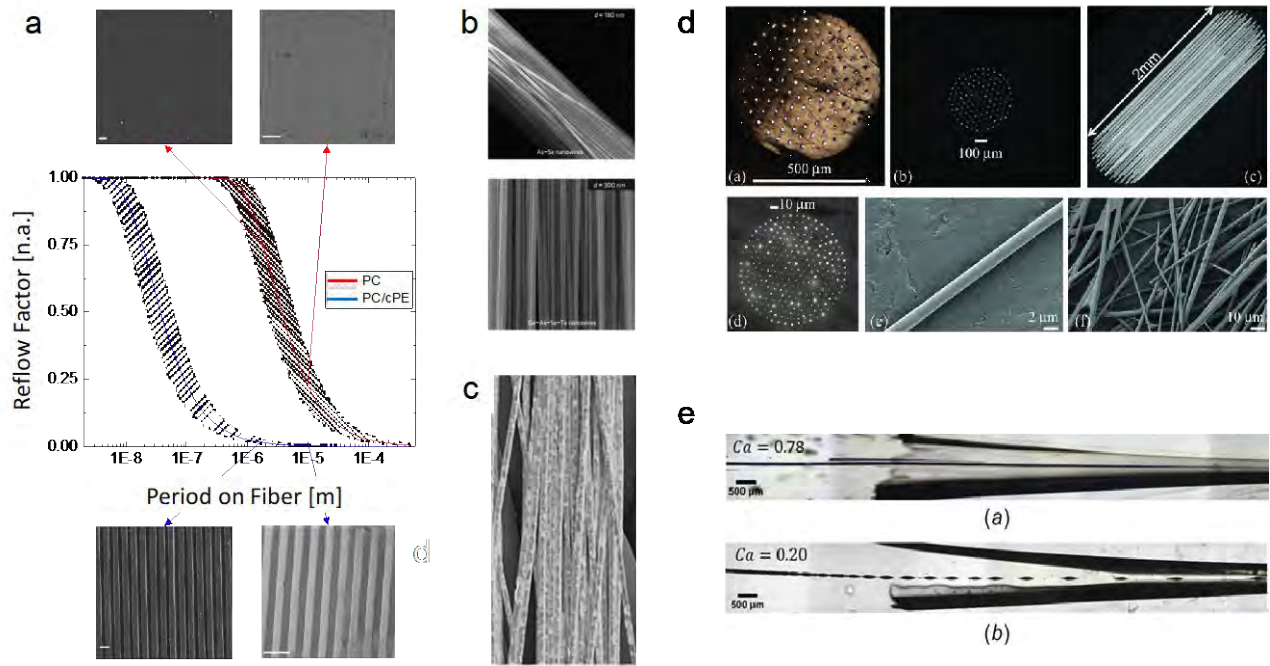 a
1.00
0.75
0.50
0.25
0.00
Reflow Factor [n.a.]
PC
PC/cPE
1E-8
1E-7
1E-6
1E-5
1E-4
Period on Fiber [m]
d
b
nanowires
d = 300 nm
nanowires
c
d
500 µm
(a)
100 µm
(b)
2mm
(c)
10 µm
(d)
2 µm
(e)
10 µm
(f)
e
Ca = 0.78
500 µm
(a)
Ca = 0.20
500 µm
(b)